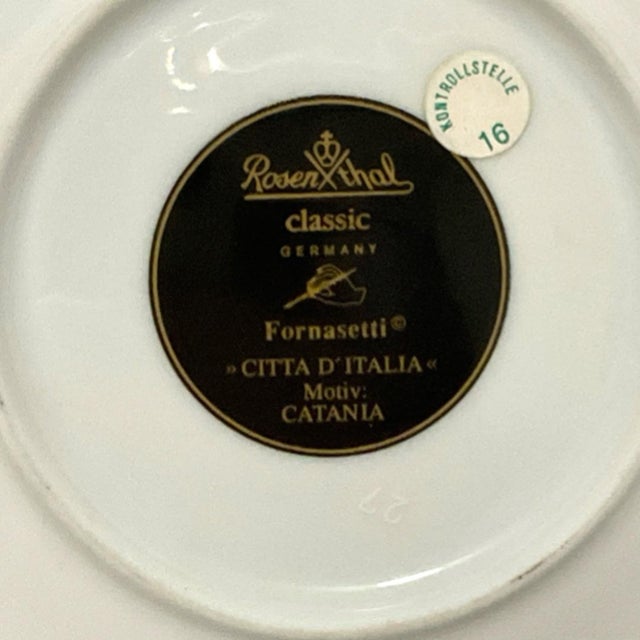 KONTROLLSTELLE
16
Rosenthal
classic
GERMANY
Fornasetti©
»CITTA D'ITALIA«
Motiv:
CATANIA